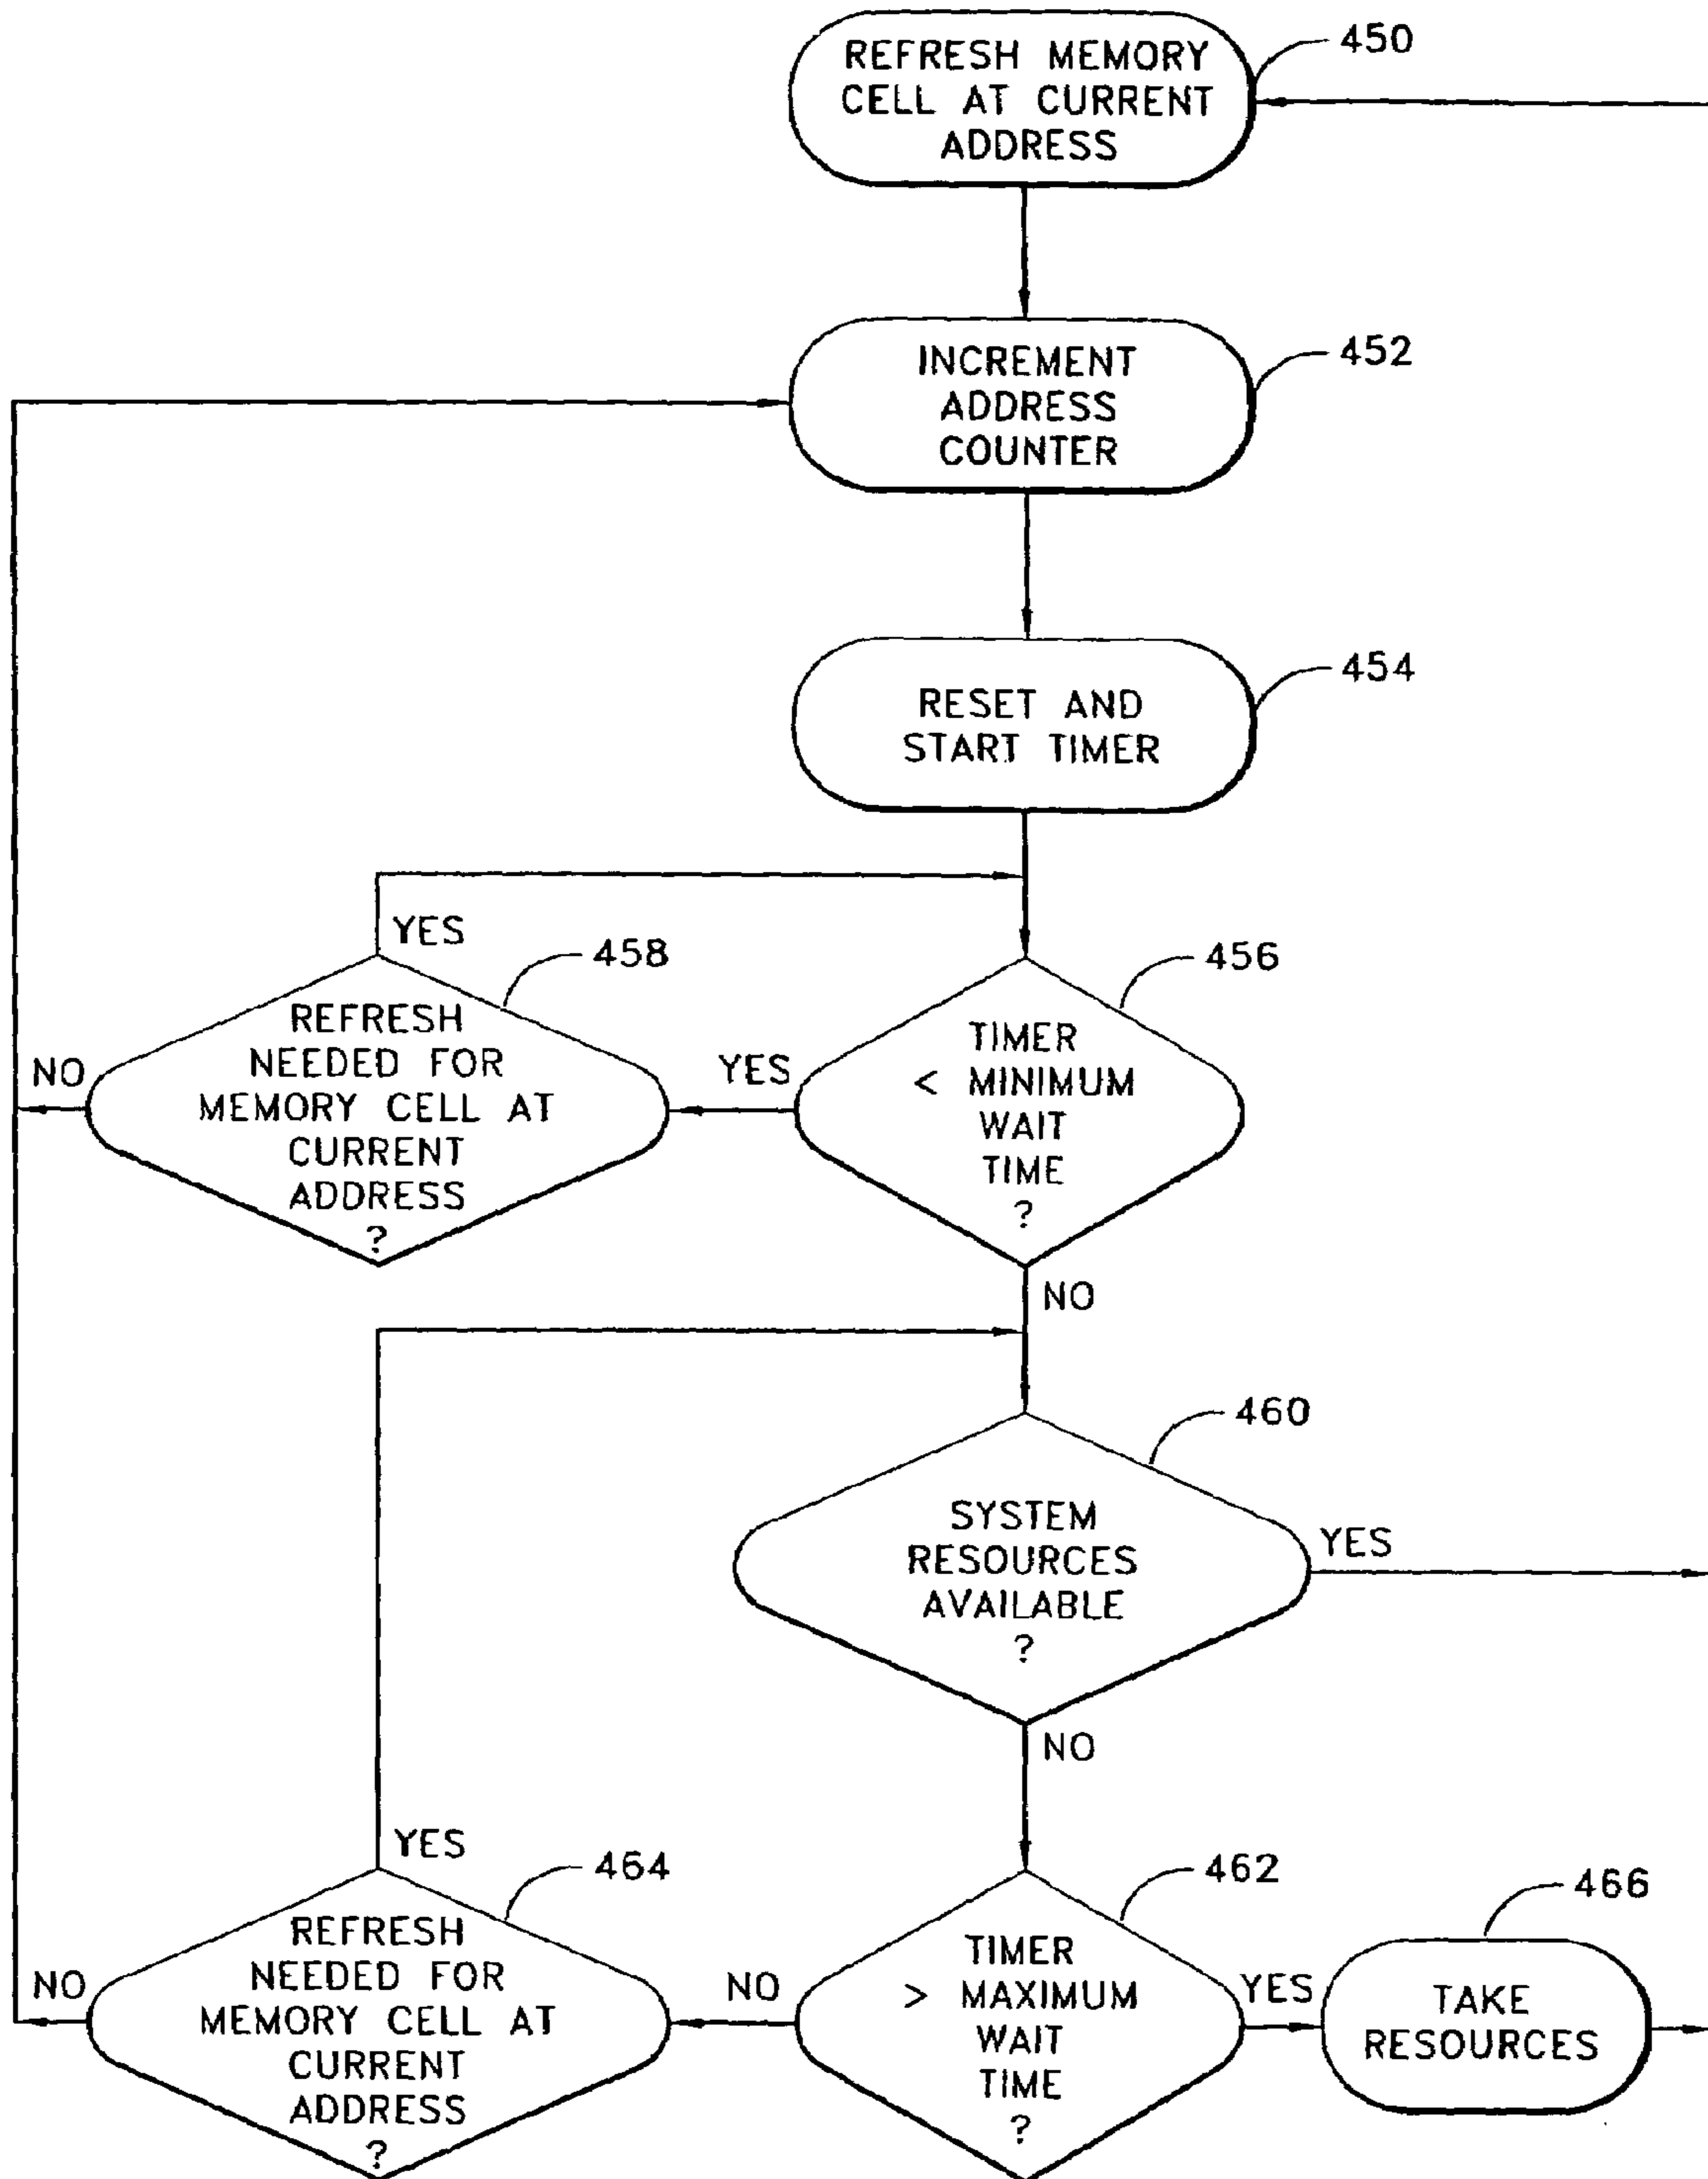 REFRESH MEMORY
CELL AT CURRENT
ADDRESS
450
INCREMENT
ADDRESS
COUNTER
452
RESET AND
START TIMER
454
YES
458
REFRESH
NEEDED FOR
MEMORY CELL AT
CURRENT
ADDRESS
?
NO
YES
456
TIMER
< MINIMUM
WAIT
TIME
?
NO
460
SYSTEM
RESOURCES
AVAILABLE
?
YES
NO
YES
464
REFRESH
NEEDED FOR
MEMORY CELL AT
CURRENT
ADDRESS
?
NO
NO
462
TIMER
> MAXIMUM
WAIT
TIME
?
YES
466
TAKE
RESOURCES